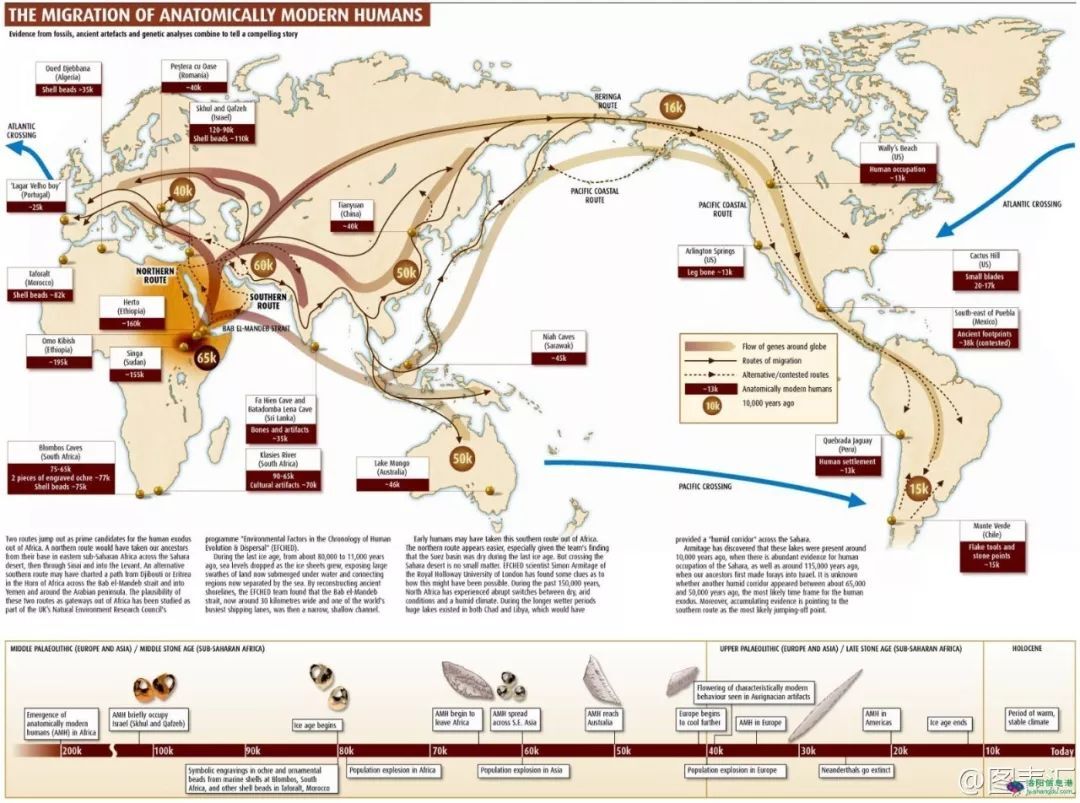 THE MIGRATION OF ANATOMICALLY MODERN HUMANS
Evidence from fossils, ancient artefacts and genetic analyses combine to tell a compelling story
Oued Djebbana
(Algeria)
Shell beads ~35k
Peştera cu Oase
(Romania)
~40k
Skhul and Qafzeh
(Israel)
120-90k
Shell beads ~110k
ATLANTIC
CROSSING
'Lagar Velho boy'
(Portugal)
~25k
40k
Tianyuan
(China)
~40k
BERINGA
ROUTE
16k
PACIFIC COASTAL
ROUTE
PACIFIC COASTAL
ROUTE
Wally's Beach
(US)
Human occupation
~13k
ATLANTIC CROSSING
Taforalt
(Morocco)
Shell beads ~82k
NORTHERN
ROUTE
60k
50k
SOUTHERN
ROUTE
BAB EL-MANDEB STRAIT
Arlington Springs
(US)
Leg bone ~13k
Cactus Hill
(US)
Small blades
20-17k
Herto
(Ethiopia)
~160k
Omo Kibish
(Ethiopia)
~195k
Singa
(Sudan)
~155k
65k
Niah Caves
(Sarawak)
~45k
South-east of Puebla
(Mexico)
Ancient footprints
~38k (contested)
Flow of genes around globe
Routes of migration
Alternative/contested routes
~13k
Anatomically modern humans
10k
10,000 years ago
Fa Hien Cave and
Batadomba Lena Cave
(Sri Lanka)
Bones and artifacts
~35k
Blombos Caves
(South Africa)
75-65k
2 pieces of engraved ochre ~77k
Shell beads ~75k
Klasies River
(South Africa)
90-65k
Cultural artifacts ~70k
Lake Mongo
(Australia)
~46k
50k
PACIFIC CROSSING
Quebrada Jaguay
(Peru)
Human settlement
~13k
15k
Munte Verde
(Chile)
Flake tools and
stone points
~15k
Two routes jump out as prime candidates for the human exodus
out of Africa. A northern route would have taken our ancestors
from their base in eastern sub-Saharan Africa across the Sahara
desert, then through Sinai and into the Levant. An alternative
southern route may have charted a path from Djibouti or Eritrea
in the Horn of Africa across the Bab el-Mandeb strait and into
Yemen and around the Arabian peninsula. The plausibility of
these two routes as gateways out of Africa has been studied as
part of the UK's Natural Environment Research Council's
programme "Environmental Factors in the Chronology of Human
Evolution & Dispersal" (EFCHED).
During the last ice age, from about 80,000 to 11,000 years
ago, sea levels dropped as the ice sheets grew, exposing large
swathes of land now submerged under water and connecting
regions now separated by the sea. By reconstructing ancient
shorelines, the EFCHED team found that the Bab el-Mandeb
strait, now around 30 kilometres wide and one of the world's
busiest shipping lanes, was then a narrow, shallow channel.
Early humans may have taken this southern route out of Africa.
The northern route appears easier, especially given the team's finding
that the Suez basin was dry during the last ice age. But crossing the
Sahara desert is no small matter. EFCHED scientist Simon Armitage of
the Royal Holloway University of London has found some clues as to
how this might have been possible. During the past 150,000 years,
North Africa has experienced abrupt switches between dry, arid
conditions and a humid climate. During the longer wetter periods
huge lakes existed in both Chad and Libya, which would have
provided a "humid corridor" across the Sahara.
Armitage has discovered that these lakes were present around
10,000 years ago, when there is abundant evidence for human
occupation of the Sahara, as well as around 115,000 years ago,
when our ancestors first made forays into Israel. It is unknown
whether another humid corridor appeared between about 65,000
and 50,000 years ago, the most likely time frame for the human
exodus. Moreover, accumulating evidence is pointing to the
southern route as the most likely jumping-off point.
MIDDLE PALAEOLITHIC (EUROPE AND ASIA) / MIDDLE STONE AGE (SUB-SAHARAN AFRICA)
UPPER PALAEOLITHIC (EUROPE AND ASIA) / LATE STONE AGE (SUB-SAHARAN AFRICA)
HOLOCENE
Flowering of characteristically modern
behaviour seen in Aurignacian artifacts
Emergence of
anatomically modern
humans (AMH) in Africa
AMH briefly occupy
Israel (Skhul and Qafzeh)
Ice age begins
AMH begin to
leave Africa
AMH spread
across S.E. Asia
AMH reach
Australia
Europe begins
to cool further
AMH in Europe
AMH in
Americas
Ice age ends
Period of warm,
stable climate
200k
100k
90k
80k
70k
60k
50k
40k
30k
20k
10k
Today
Symbolic engravings in ochre and ornamental
beads from marine shells at Blombos, South
Africa, and other shell beads in Taforalt, Morocco
Population explosion in Africa
Population explosion in Asia
Population explosion in Europe
Neanderthals go extinct
@图表汇
洛阳信息港